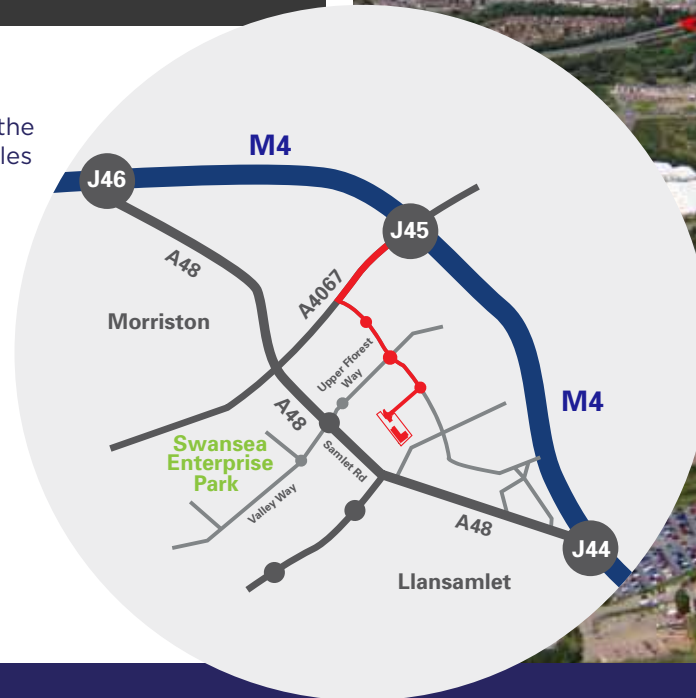 the
les
M4
J46
J45
A48
A4067
Morriston
Upper Fforest
Way
M4
A48
Swansea
Enterprise
Park
Samlet Rd
Valley Way
A48
J44
Llansamlet